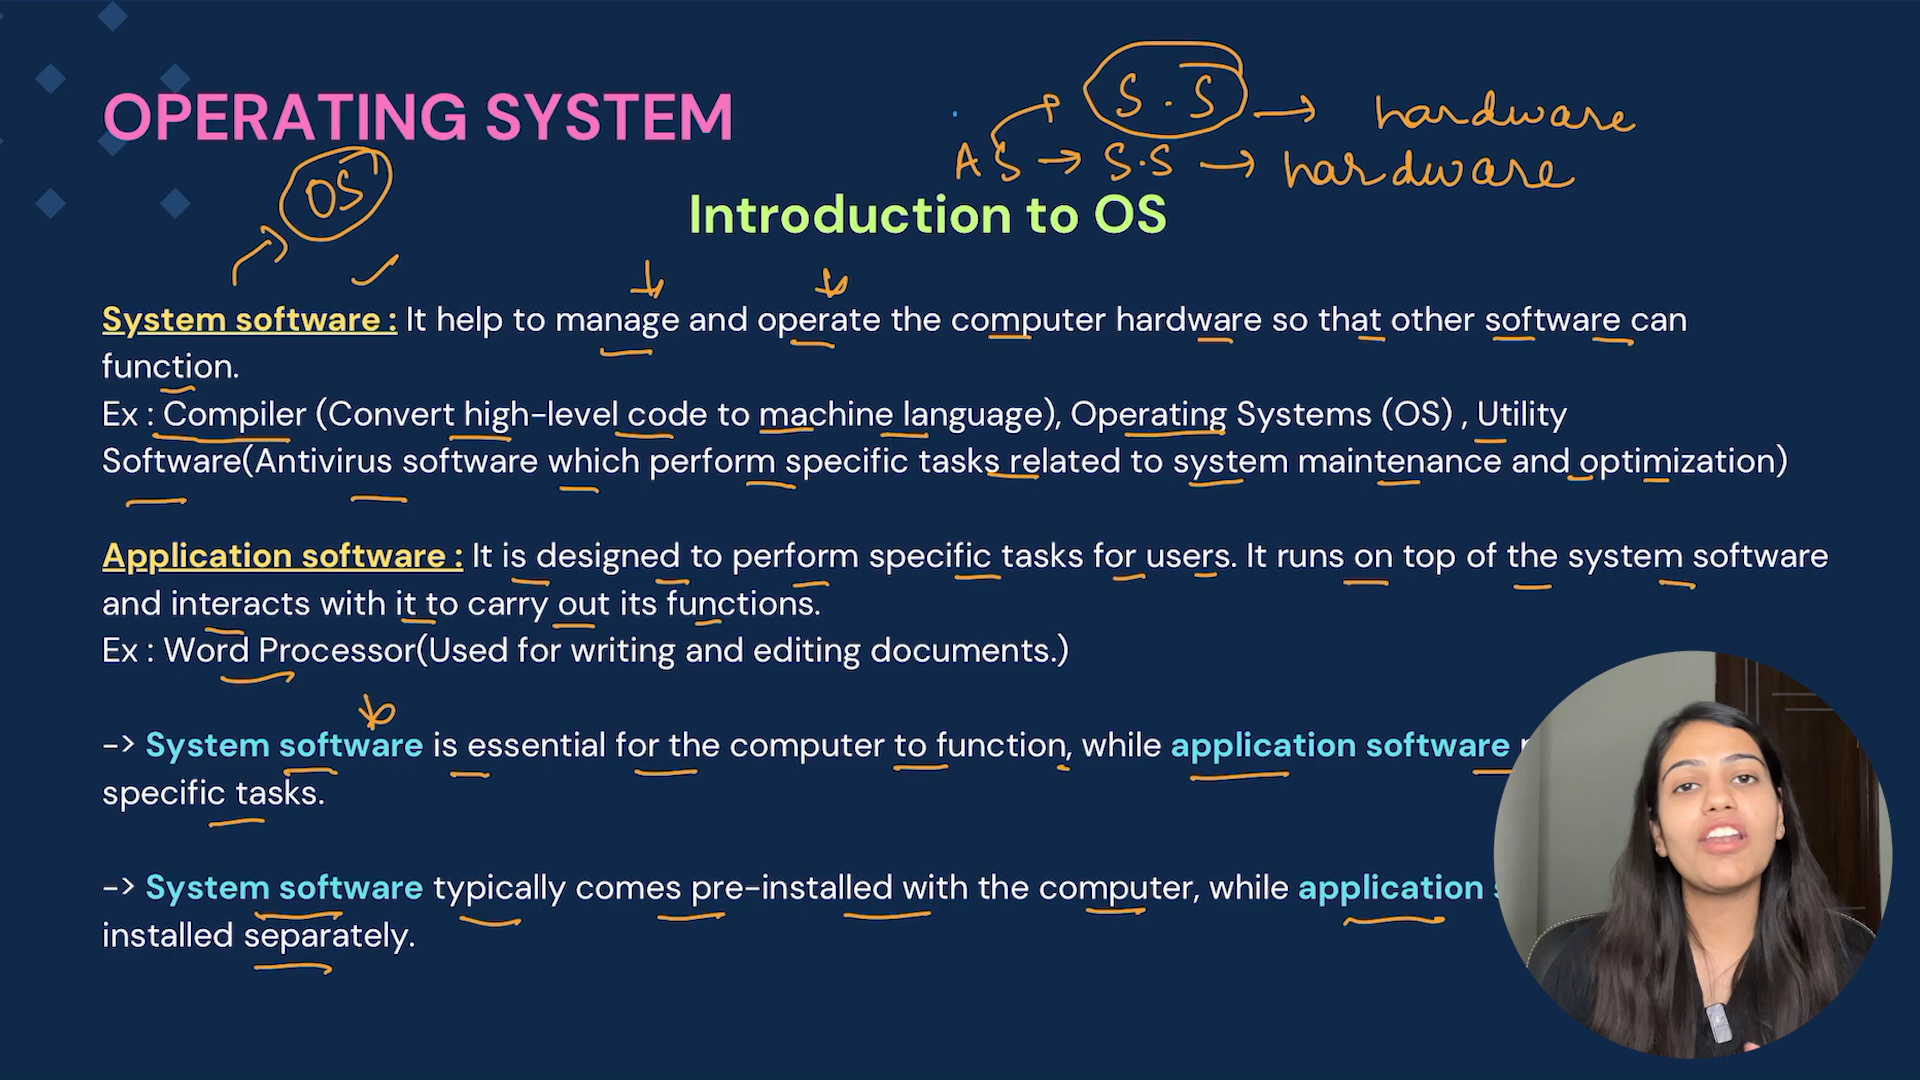 OPERATING SYSTEM
S.S → hardware
AS → S.S → hardware
OS
Introduction to OS
System software : It help to manage and operate the computer hardware so that other software can
function.
Ex : Compiler (Convert high-level code to machine language), Operating Systems (OS) , Utility
Software(Antivirus software which perform specific tasks related to system maintenance and optimization)
Application software : It is designed to perform specific tasks for users. It runs on top of the system software
and interacts with it to carry out its functions.
Ex : Word Processor(Used for writing and editing documents.)
-> System software is essential for the computer to function, while application software
specific tasks.
-> System software typically comes pre-installed with the computer, while application
installed separately.